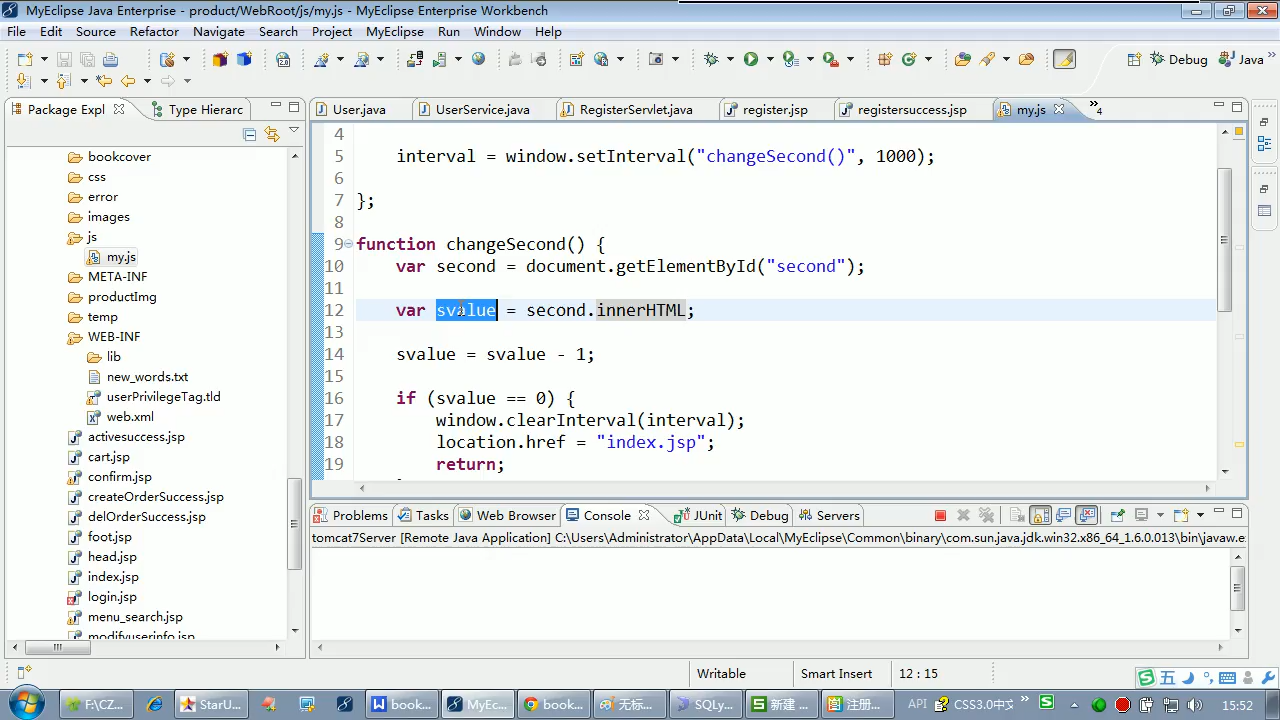 MyEclipse Java Enterprise - product/WebRoot/js/my.js - MyEclipse Enterprise Workbench
File Edit Source Refactor Navigate Search Project MyEclipse Run Window Help
Debug Java
Package Expl Type Hierarc
User.java UserService.java RegisterServlet.java register.jsp registersuccess.jsp my.js 4
bookcover
css
error
images
js
my.js
META-INF
productImg
temp
WEB-INF
lib
new_words.txt
userPrivilegeTag.tld
web.xml
activesuccess.jsp
cart.jsp
confirm.jsp
createOrderSuccess.jsp
delOrderSuccess.jsp
foot.jsp
head.jsp
index.jsp
login.jsp
menu_search.jsp
modifyuserinfo.jsp
4
5 interval = window.setInterval("changeSecond()", 1000);
6
7 };
8
9 function changeSecond() {
10 var second = document.getElementById("second");
11
12 var svalue = second.innerHTML;
13
14 svalue = svalue - 1;
15
16 if (svalue == 0) {
17 window.clearInterval(interval);
18 location.href = "index.jsp";
19 return;
Problems Tasks Web Browser Console JUnit Debug Servers
tomcat7Server [Remote Java Application] C:\Users\Administrator\AppData\Local\MyEclipse\Common\binary\com.sun.java.jdk.win32.x86_64_1.6.0.013\bin\javaw.e
Writable Smart Insert 12 : 15
五
F:\CZ... StarU... book... MyEc... book... 无标... SQLy... 新建 ... 注册... API CSS3.0中文 15:52